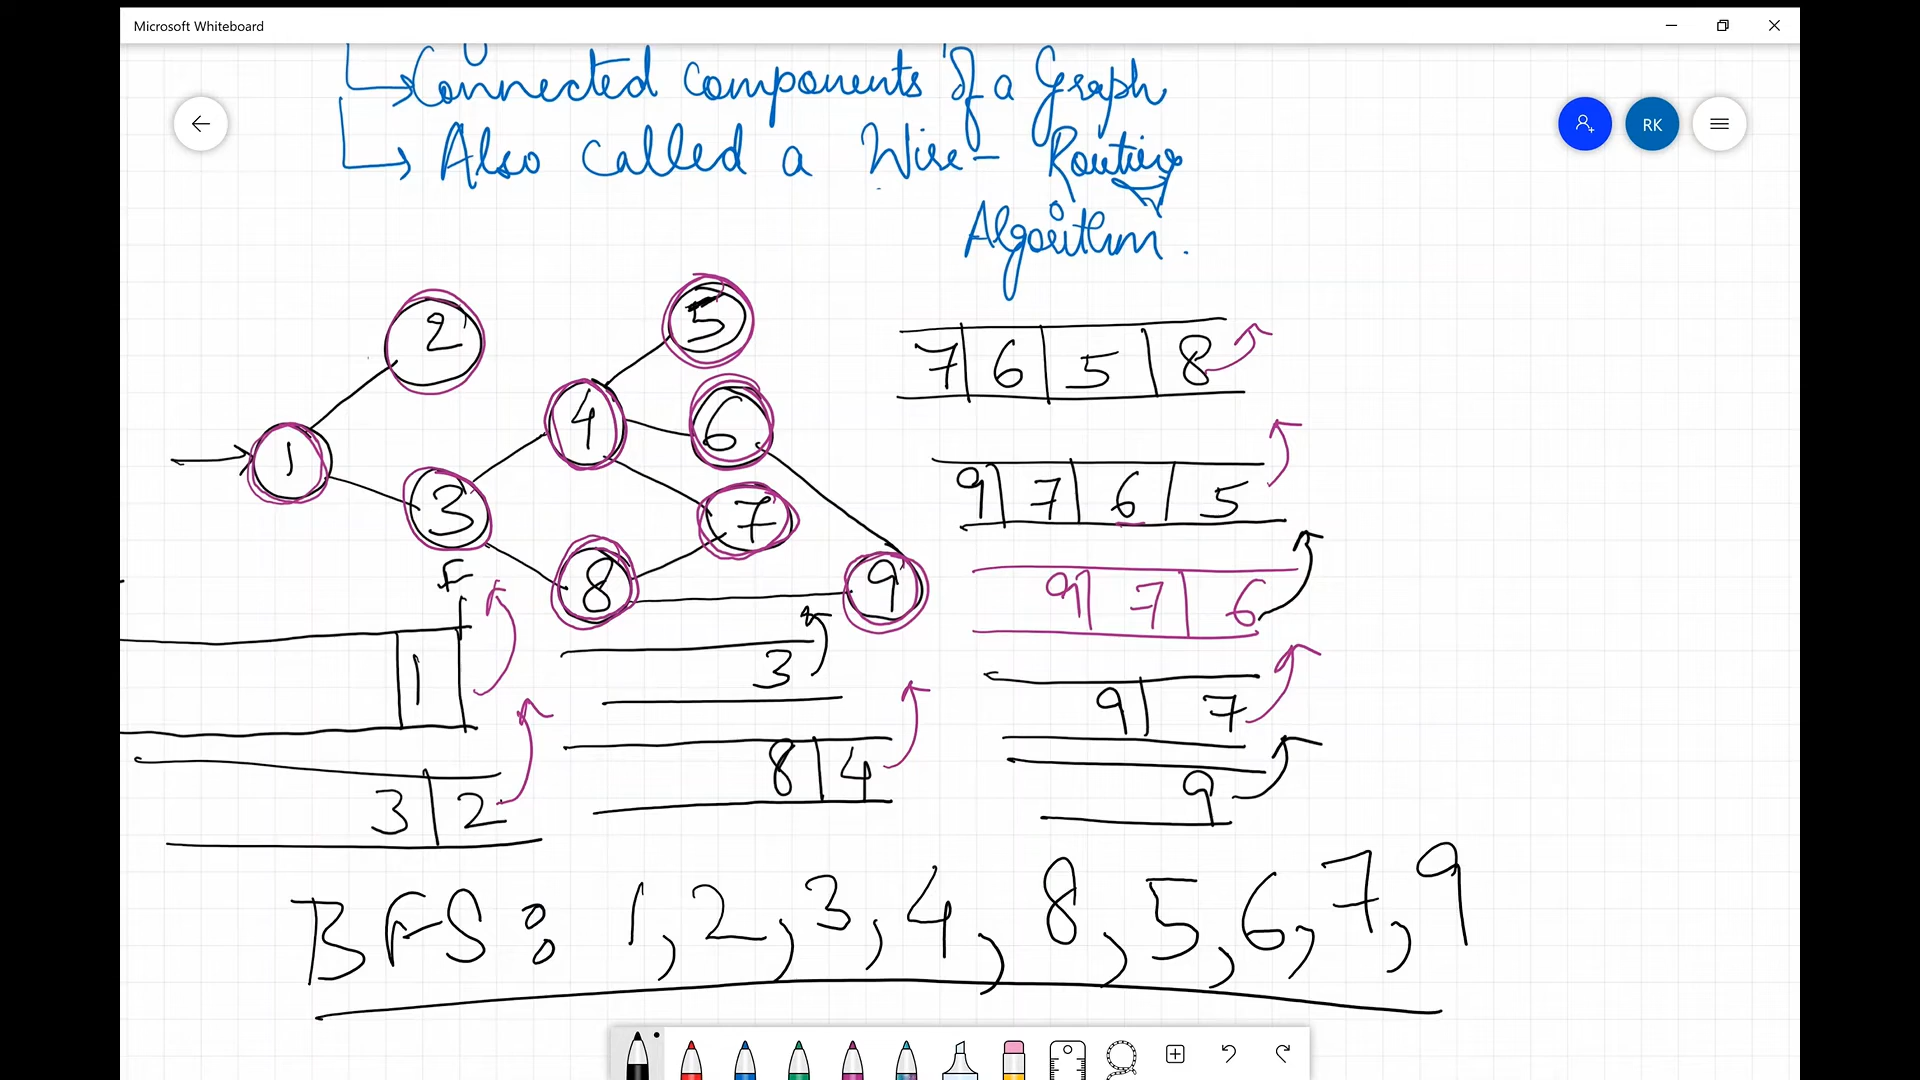 Microsoft Whiteboard
Connected Components of a Graph
Also called a Wire-Routing
Algorithm.
RK
2
5
1
4
6
3
7
8
9
7 6 5 8
9 7 6 5
9 7 6
9 7
9
F
1
3 2
3
8 4
BFS: 1, 2, 3, 4, 8, 5, 6, 7, 9